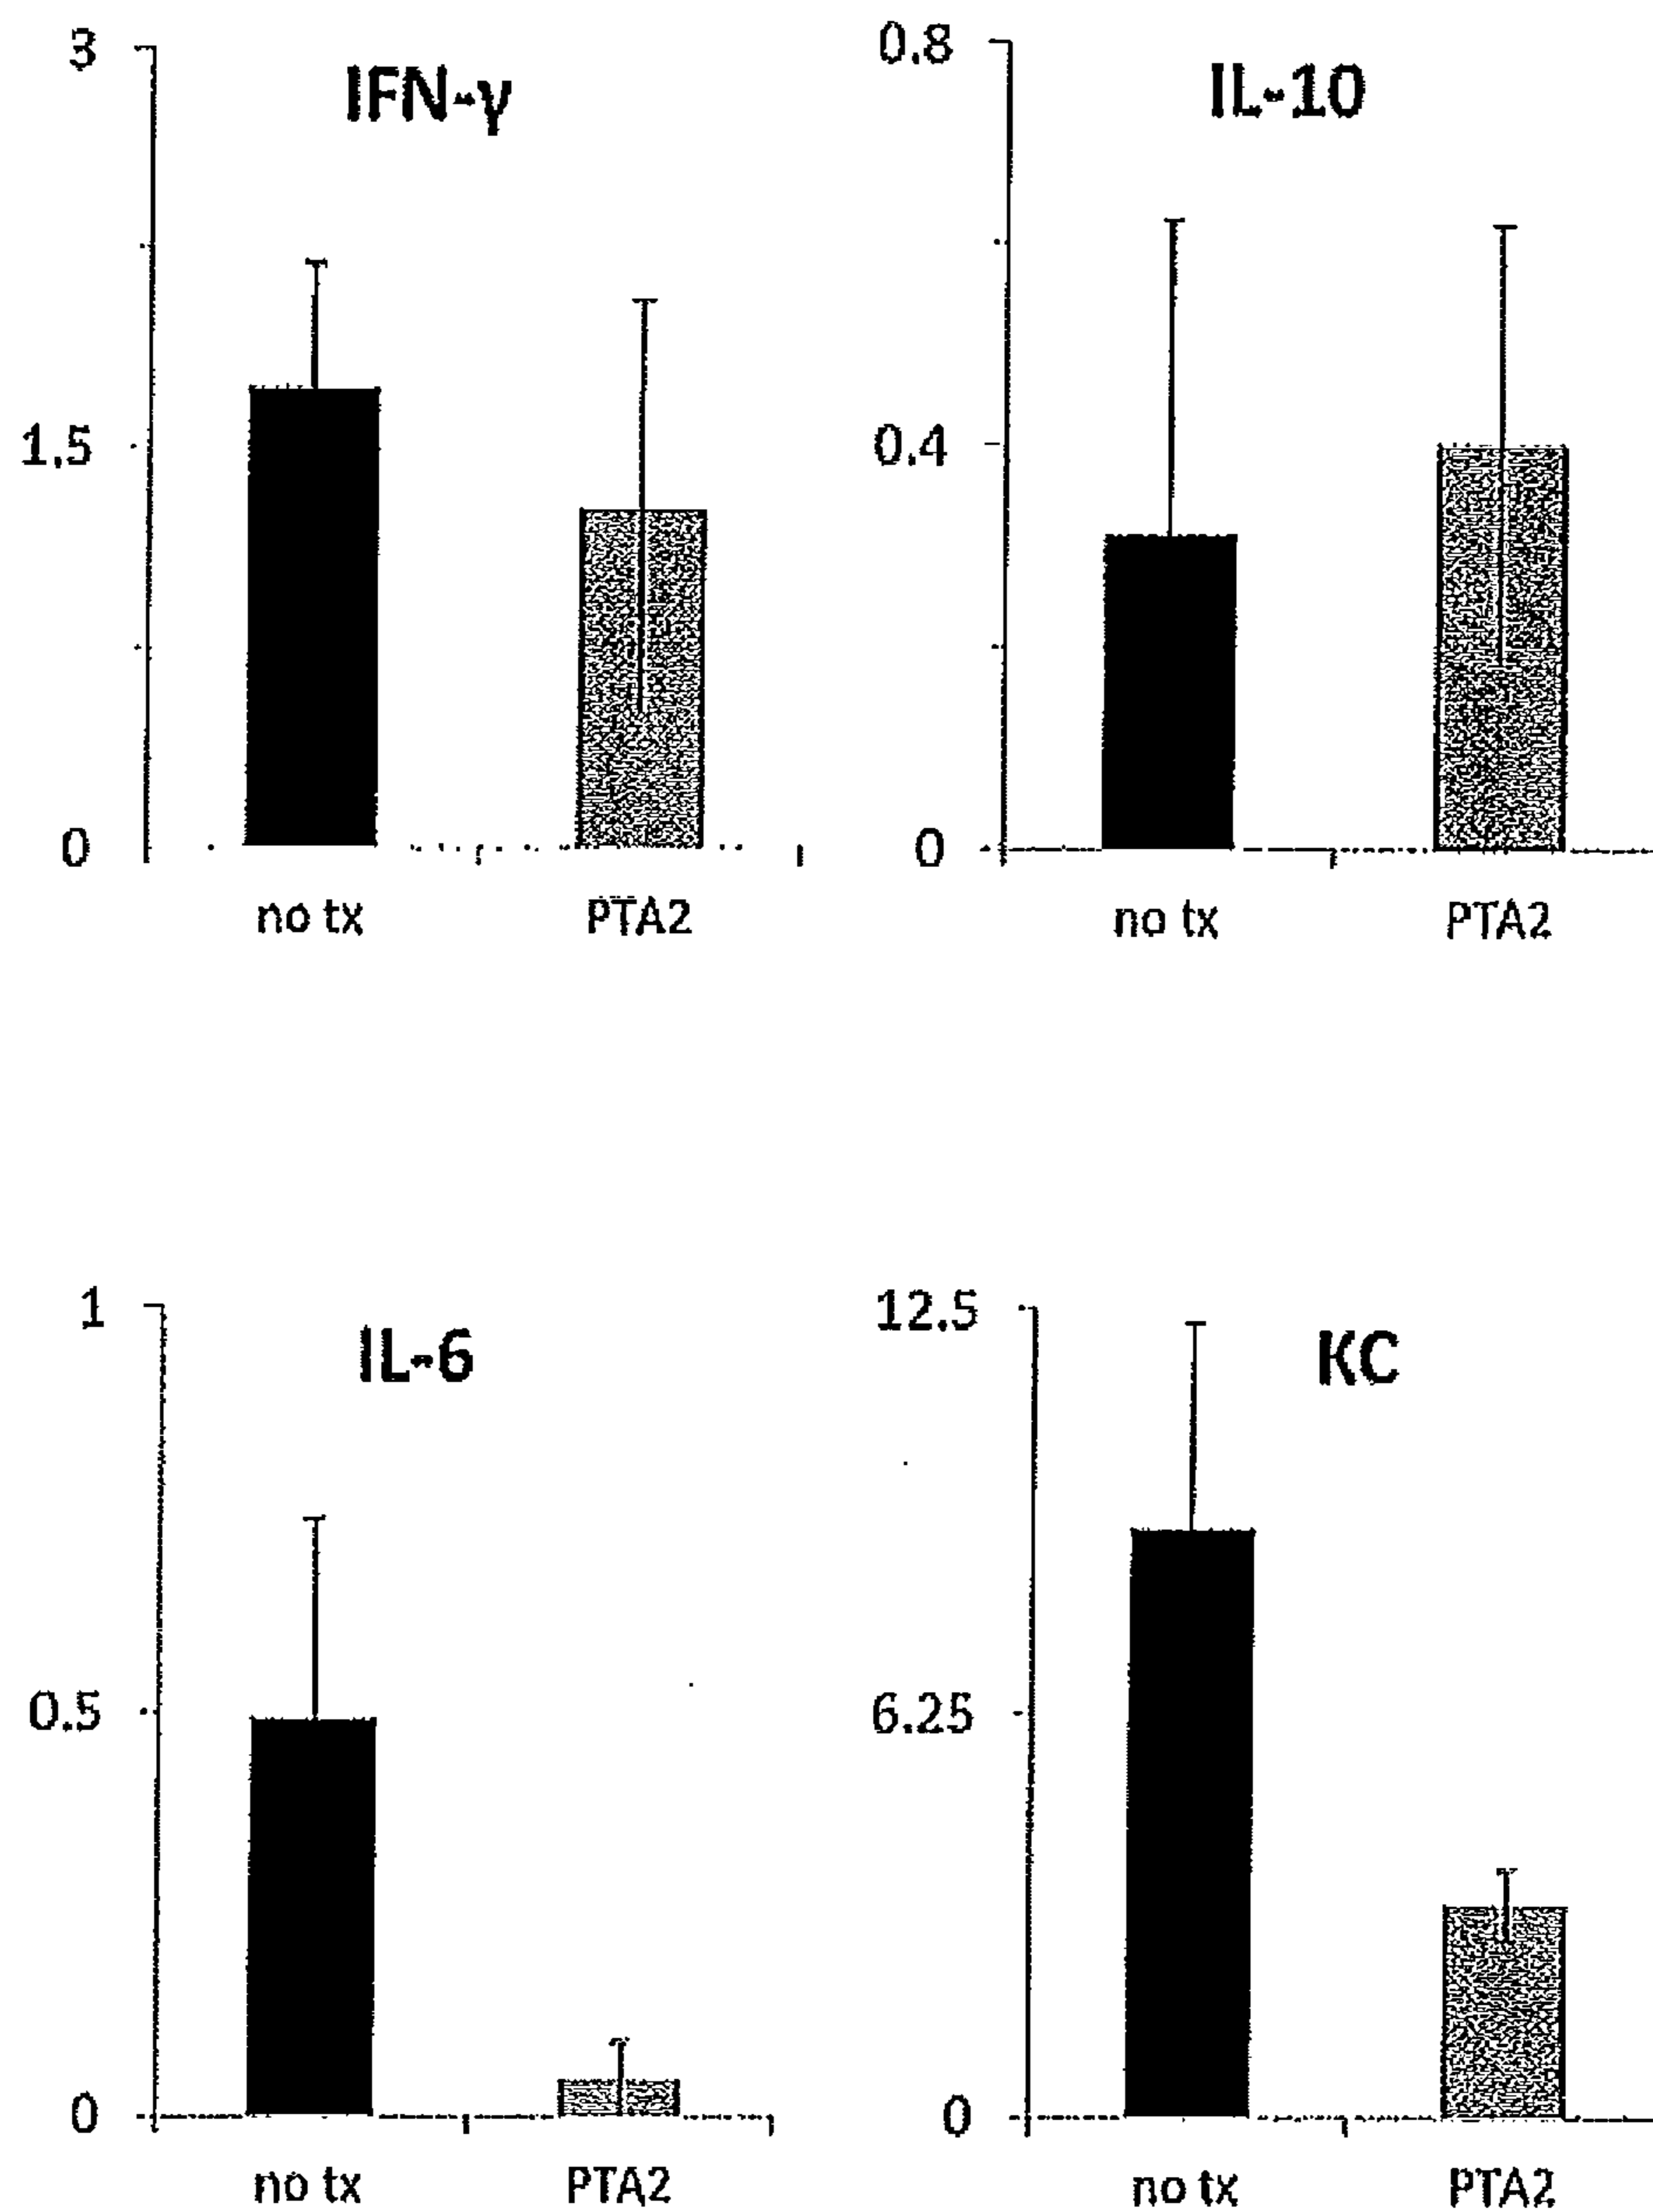 3
IFN-γ
1.5
0
no tx PTA2
0.8
IL-10
0.4
0
no tx PTA2
1
IL-6
0.5
0
no tx PTA2
12.5
KC
6.25
0
no tx PTA2